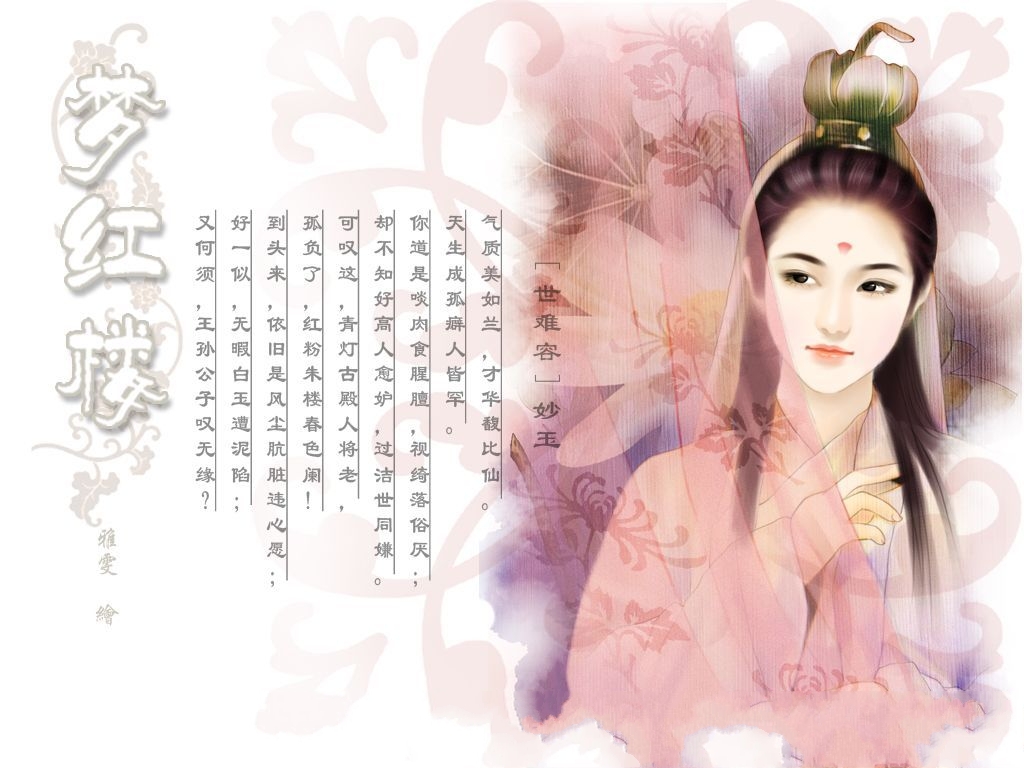 [世难容]妙玉
气质美如兰，才华馥比仙。
天生成孤癖人皆罕。
你道是啖肉食腥膻，视绮落俗厌；
却不知好高人愈妒，过洁世同嫌。
可叹这，青灯古殿人将老，
孤负了，红粉朱楼春色阑！
到头来，依旧是风尘肮脏违心愿；
好一似，无暇白玉遭泥陷；
又何须，王孙公子叹无缘？
梦红楼
雅雯 繪